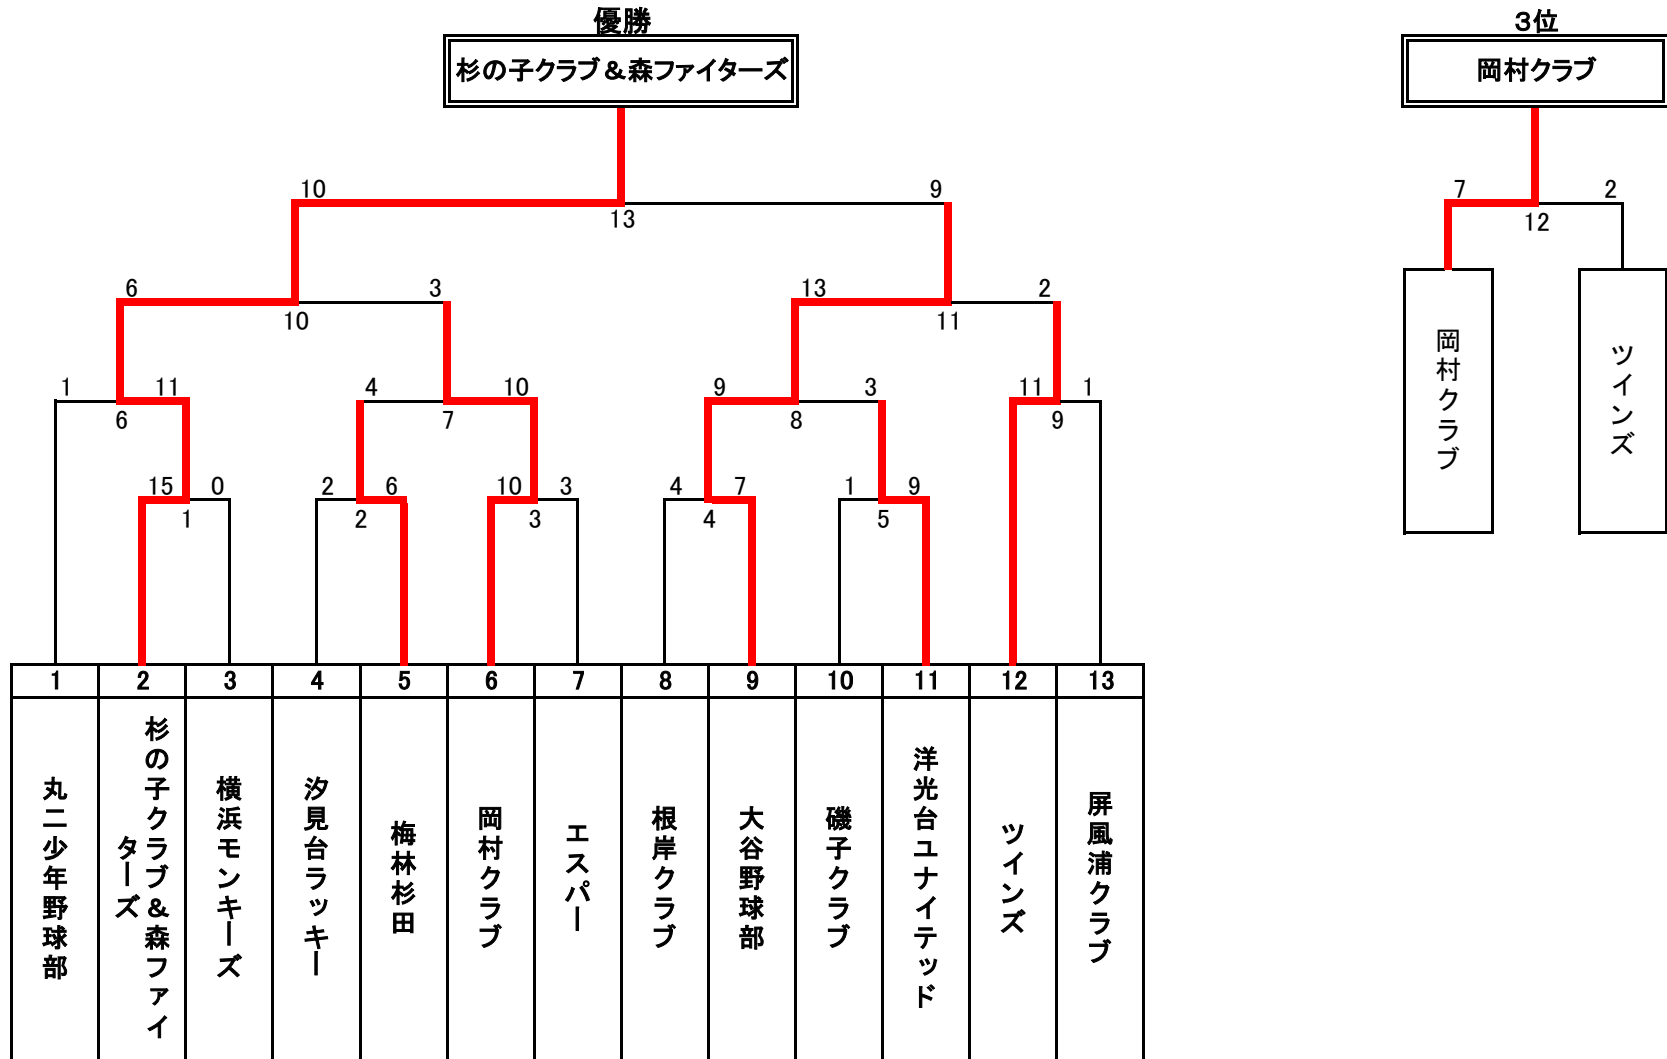 優勝
3位
杉の子クラブ&森ファイターズ
岡村クラブ
10 9
7 2
13
12
6 3 13 2
10 11
岡村クラブ
ツインズ
1 11 4 10 9 3 11 1
6 7 8 9
15 0 2 6 10 3 4 7 1 9
1 2 3 4 5
1 2 3 4 5 6 7 8 9 10 11 12 13
丸二少年野球部
杉の子クラブ&森ファイ
ターズ
横浜モンキーズ
汐見台ラッキー
梅林杉田
岡村クラブ
エスパー
根岸クラブ
大谷野球部
磯子クラブ
洋光台ユナイテッド
ツインズ
屏風浦クラブ